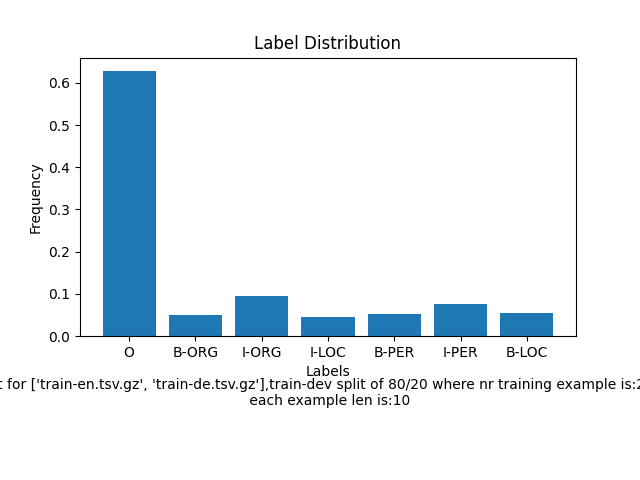 Label Distribution
Frequency
0.6
0.5
0.4
0.3
0.2
0.1
0.0
O B-ORG I-ORG I-LOC B-PER I-PER B-LOC
Labels
for ['train-en.tsv.gz', 'train-de.tsv.gz'],train-dev split of 80/20 where nr training example is:
each example len is:10